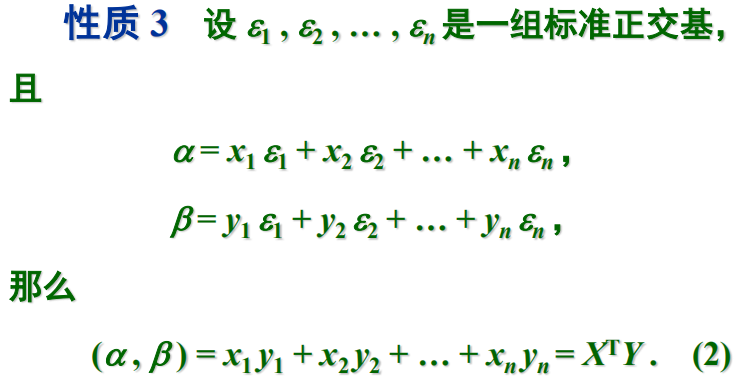 性质 3 设 ε₁ , ε₂ , … , εₙ 是一组标准正交基，
且
α = x₁ ε₁ + x₂ ε₂ + … + xₙ εₙ ,
β = y₁ ε₁ + y₂ ε₂ + … + yₙ εₙ ,
那么
(α , β) = x₁ y₁ + x₂ y₂ + … + xₙ yₙ = XᵀY . (2)